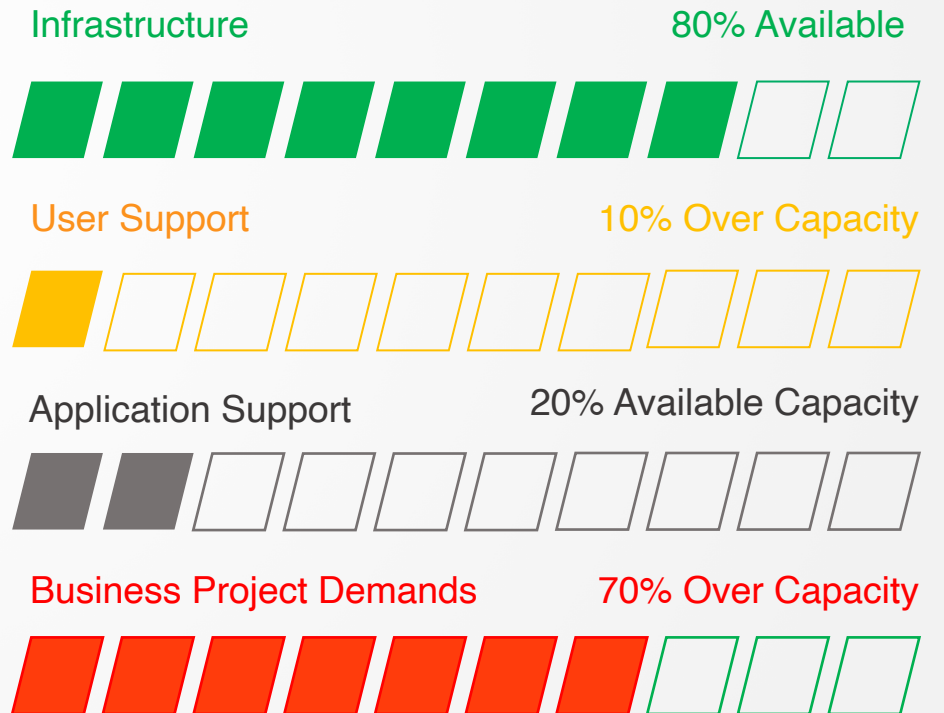 Infrastructure 80% Available
User Support 10% Over Capacity
Application Support 20% Available Capacity
Business Project Demands 70% Over Capacity